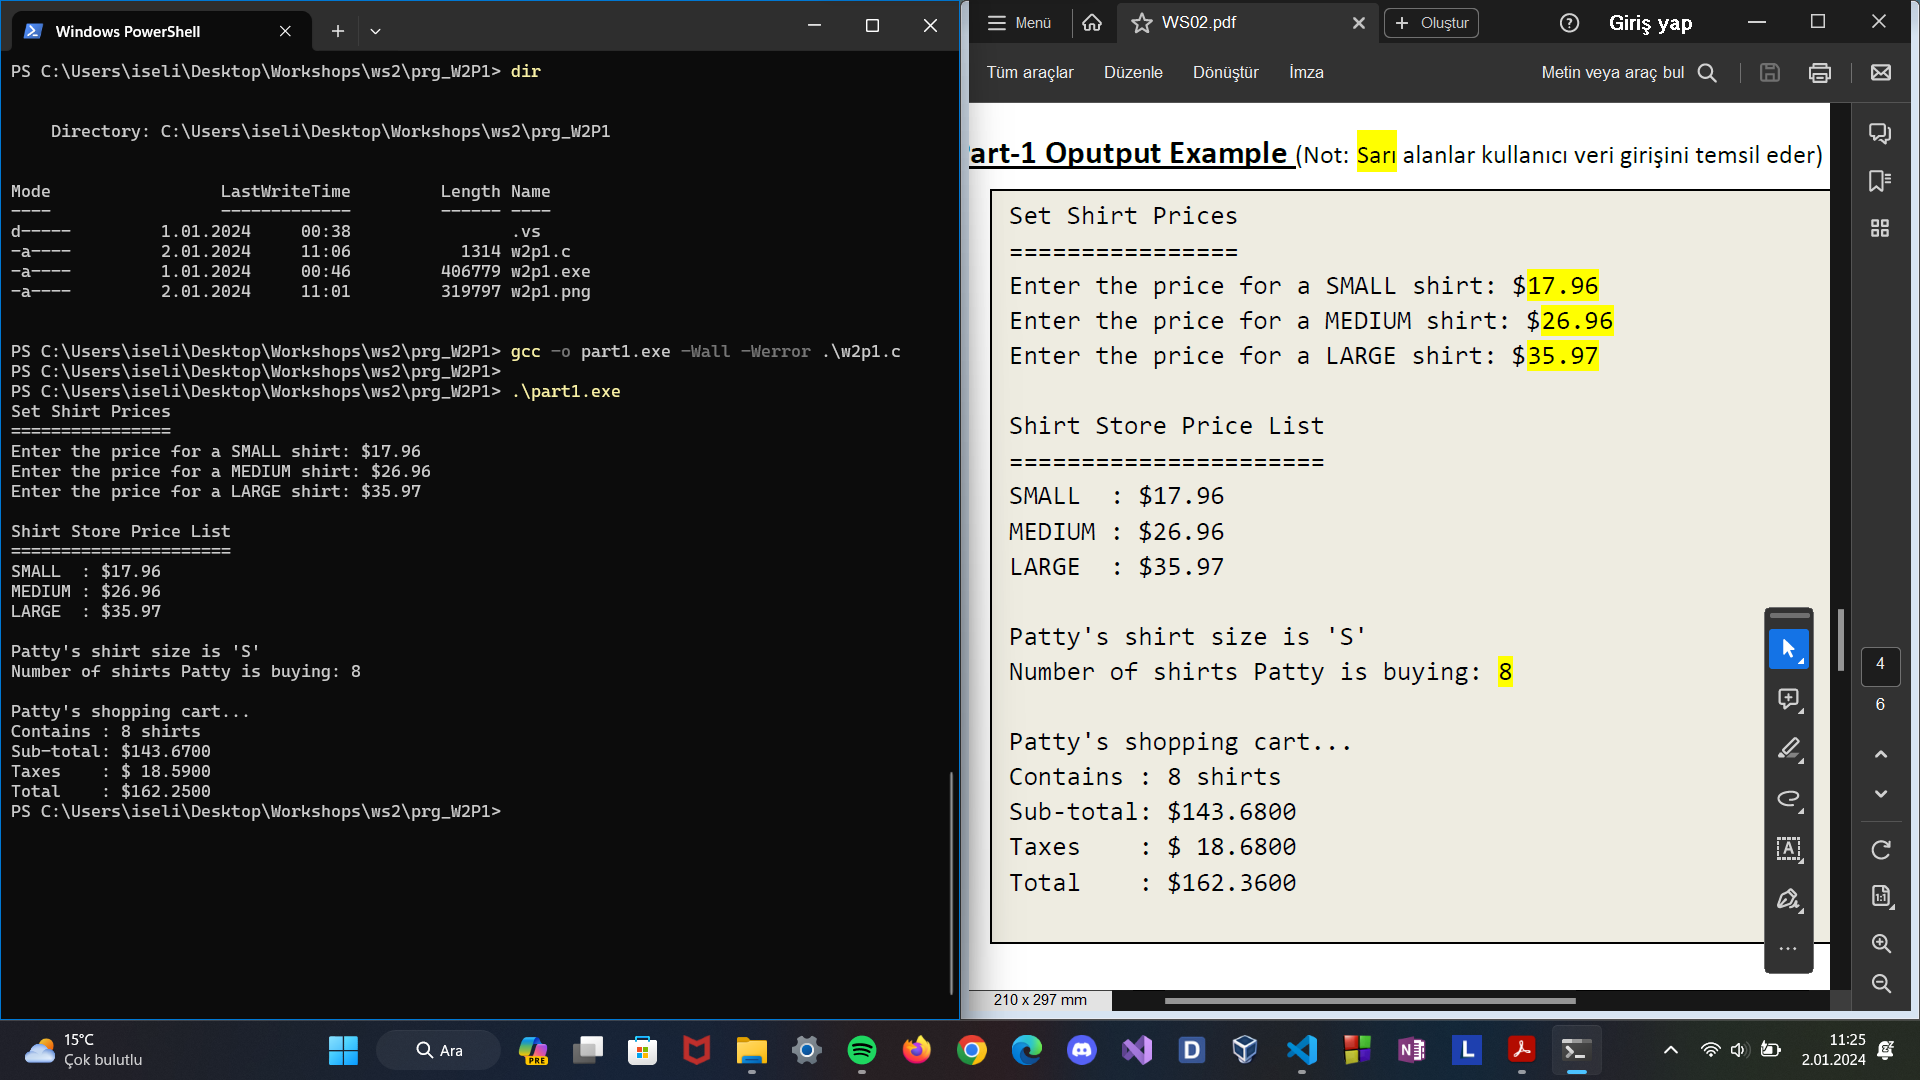 Windows PowerShell
PS C:\Users\iseli\Desktop\Workshops\ws2\prg_W2P1> dir
Directory: C:\Users\iseli\Desktop\Workshops\ws2\prg_W2P1
Mode LastWriteTime Length Name
---- ------------- ------ ----
d----- 1.01.2024 00:38 .vs
-a---- 2.01.2024 11:06 1314 w2p1.c
-a---- 1.01.2024 00:46 406779 w2p1.exe
-a---- 2.01.2024 11:01 319797 w2p1.png
PS C:\Users\iseli\Desktop\Workshops\ws2\prg_W2P1> gcc -o part1.exe -Wall -Werror .\w2p1.c
PS C:\Users\iseli\Desktop\Workshops\ws2\prg_W2P1>
PS C:\Users\iseli\Desktop\Workshops\ws2\prg_W2P1> .\part1.exe
Set Shirt Prices
================
Enter the price for a SMALL shirt: $17.96
Enter the price for a MEDIUM shirt: $26.96
Enter the price for a LARGE shirt: $35.97
Shirt Store Price List
======================
SMALL : $17.96
MEDIUM : $26.96
LARGE : $35.97
Patty's shirt size is 'S'
Number of shirts Patty is buying: 8
Patty's shopping cart...
Contains : 8 shirts
Sub-total: $143.6700
Taxes : $ 18.5900
Total : $162.2500
PS C:\Users\iseli\Desktop\Workshops\ws2\prg_W2P1>
Menü
WS02.pdf
Oluştur
Giriş yap
Tüm araçlar Düzenle Dönüştür İmza
Metin veya araç bul
art-1 Oputput Example (Not: Sarı alanlar kullanıcı veri girişini temsil eder)
Set Shirt Prices
================
Enter the price for a SMALL shirt: $17.96
Enter the price for a MEDIUM shirt: $26.96
Enter the price for a LARGE shirt: $35.97
Shirt Store Price List
======================
SMALL : $17.96
MEDIUM : $26.96
LARGE : $35.97
Patty's shirt size is 'S'
Number of shirts Patty is buying: 8
Patty's shopping cart...
Contains : 8 shirts
Sub-total: $143.6800
Taxes : $ 18.6800
Total : $162.3600
4
6
210 x 297 mm
15°C
Çok bulutlu
Ara
PRE
11:25
2.01.2024